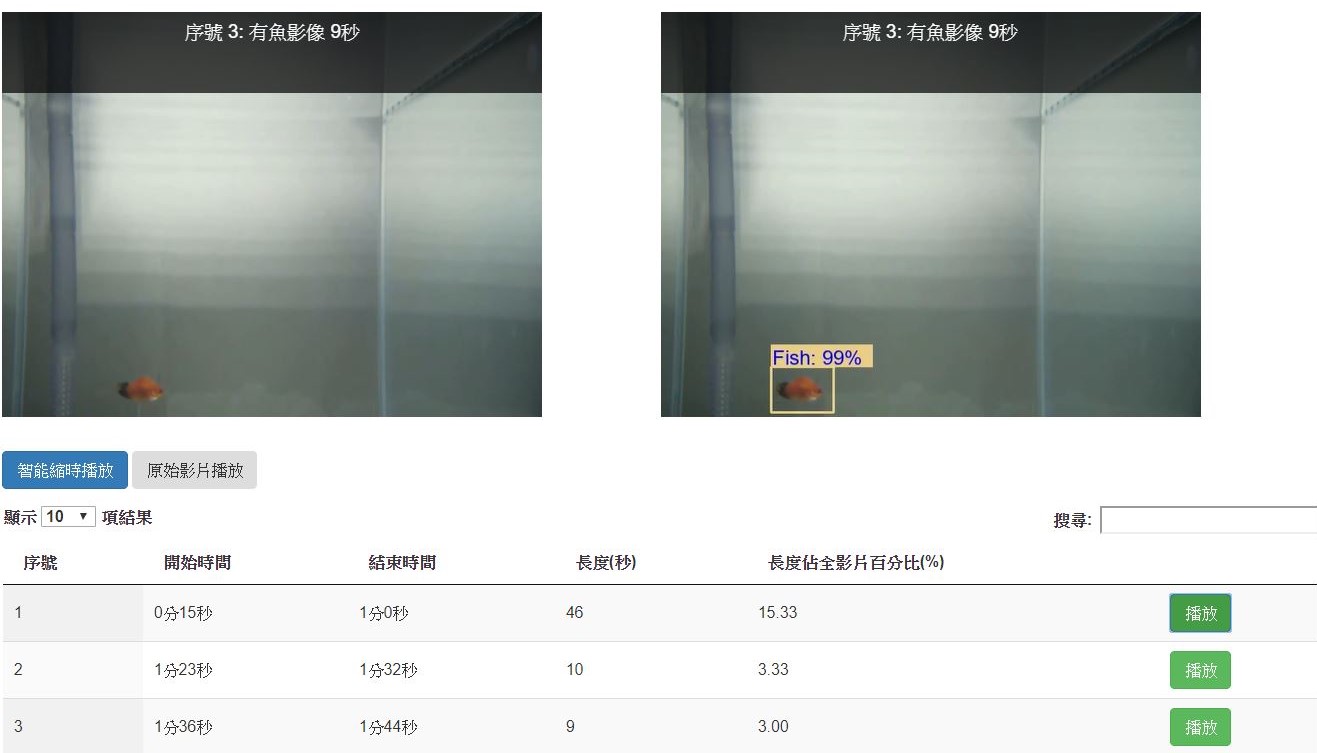 序號 3: 有魚影像 9秒
序號 3: 有魚影像 9秒
Fish: 99%
智能縮時播放 原始影片播放
顯示 10 項結果 搜尋:
序號 開始時間 結束時間 長度(秒) 長度佔全影片百分比(%)
1 0分15秒 1分0秒 46 15.33 播放
2 1分23秒 1分32秒 10 3.33 播放
3 1分36秒 1分44秒 9 3.00 播放